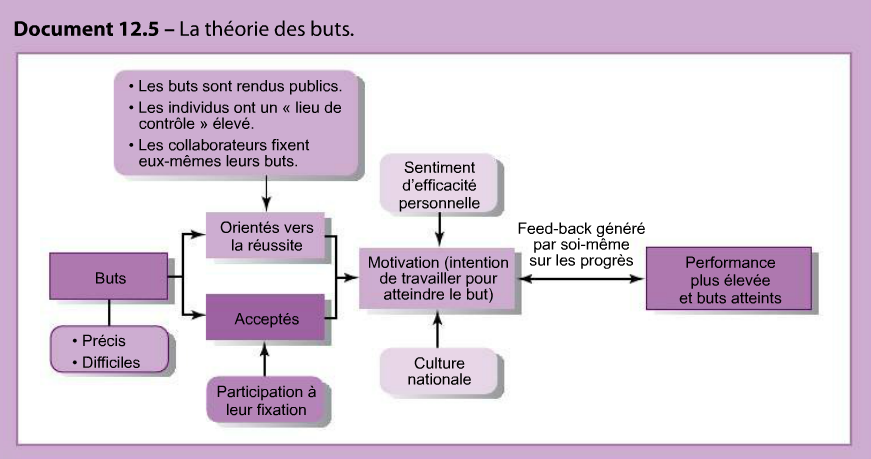 Document 12.5 – La théorie des buts.
• Les buts sont rendus publics.
• Les individus ont un « lieu de
contrôle » élevé.
• Les collaborateurs fixent
eux-mêmes leurs buts.
Sentiment
d'efficacité
personnelle
Orientés vers
la réussite
Feed-back généré
par soi-même
sur les progrès
Buts
Motivation (intention
de travailler pour
atteindre le but)
Performance
plus élevée
et buts atteints
Acceptés
• Précis
• Difficiles
Participation à
leur fixation
Culture
nationale